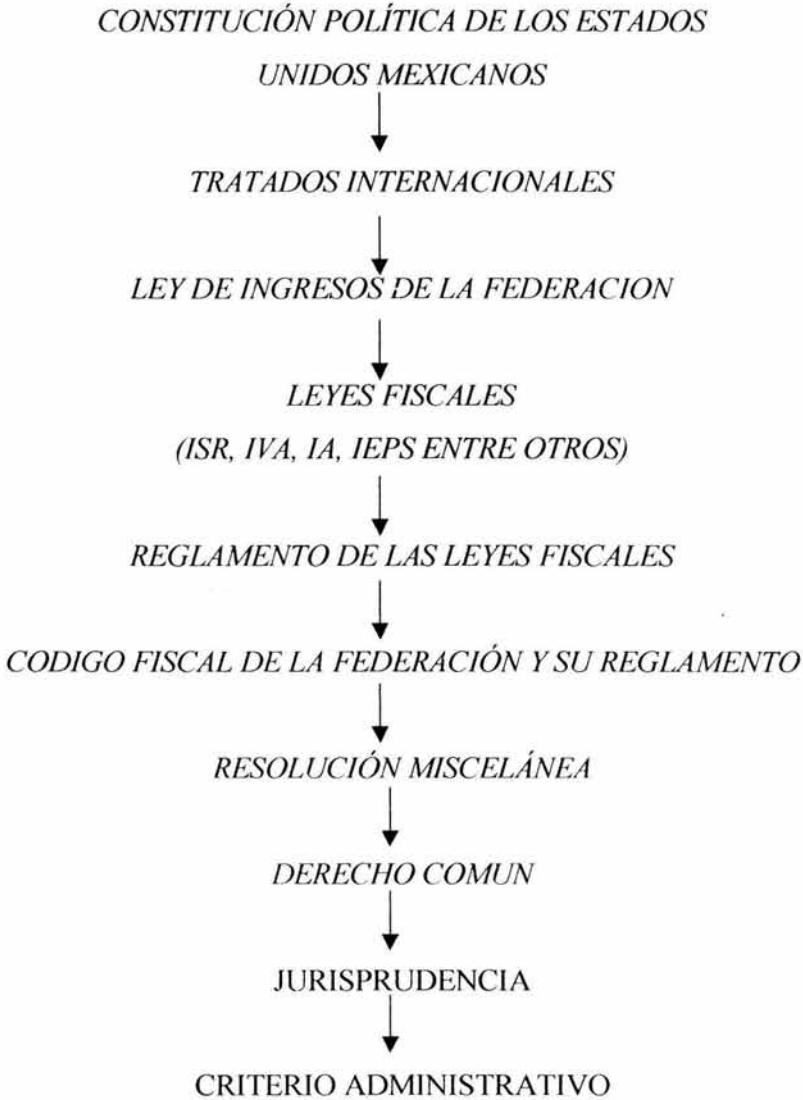 CONSTITUCIÓN POLÍTICA DE LOS ESTADOS
UNIDOS MEXICANOS
TRATADOS INTERNACIONALES
LEY DE INGRESOS DE LA FEDERACION
LEYES FISCALES
(ISR, IVA, IA, IEPS ENTRE OTROS)
REGLAMENTO DE LAS LEYES FISCALES
CODIGO FISCAL DE LA FEDERACIÓN Y SU REGLAMENTO
RESOLUCIÓN MISCELÁNEA
DERECHO COMUN
JURISPRUDENCIA
CRITERIO ADMINISTRATIVO